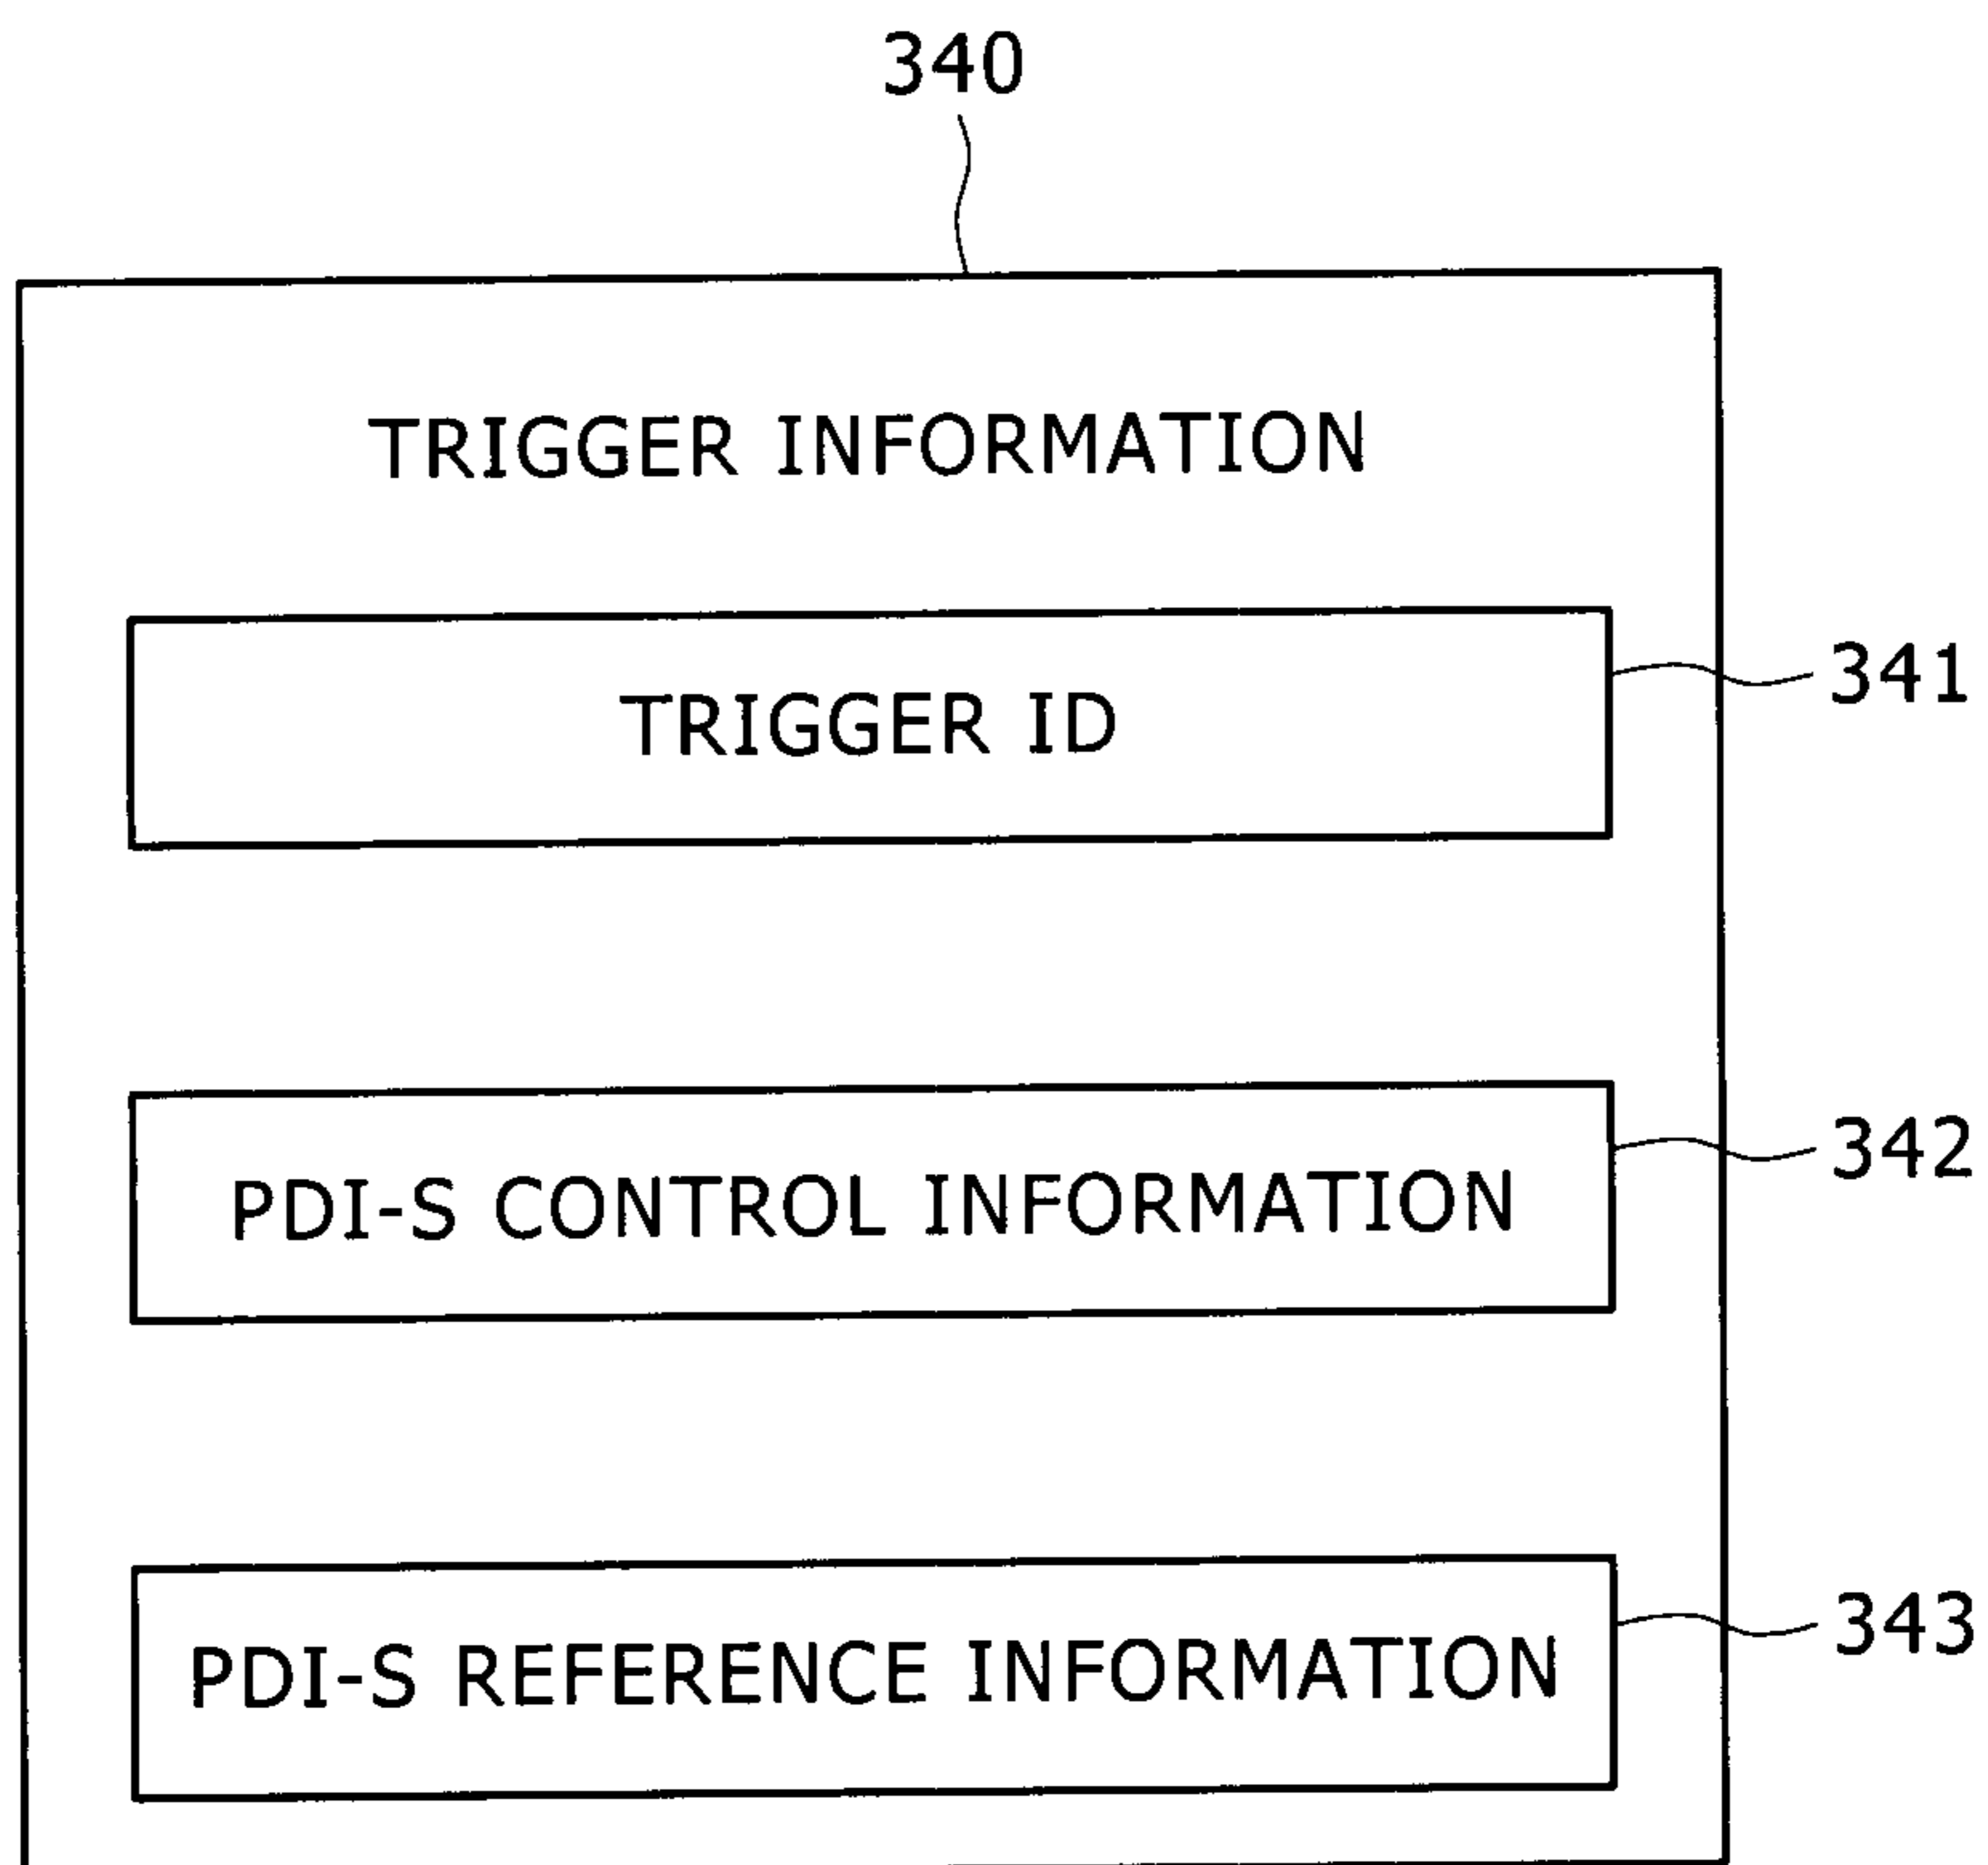 340
TRIGGER INFORMATION
TRIGGER ID
341
PDI-S CONTROL INFORMATION
342
PDI-S REFERENCE INFORMATION
343